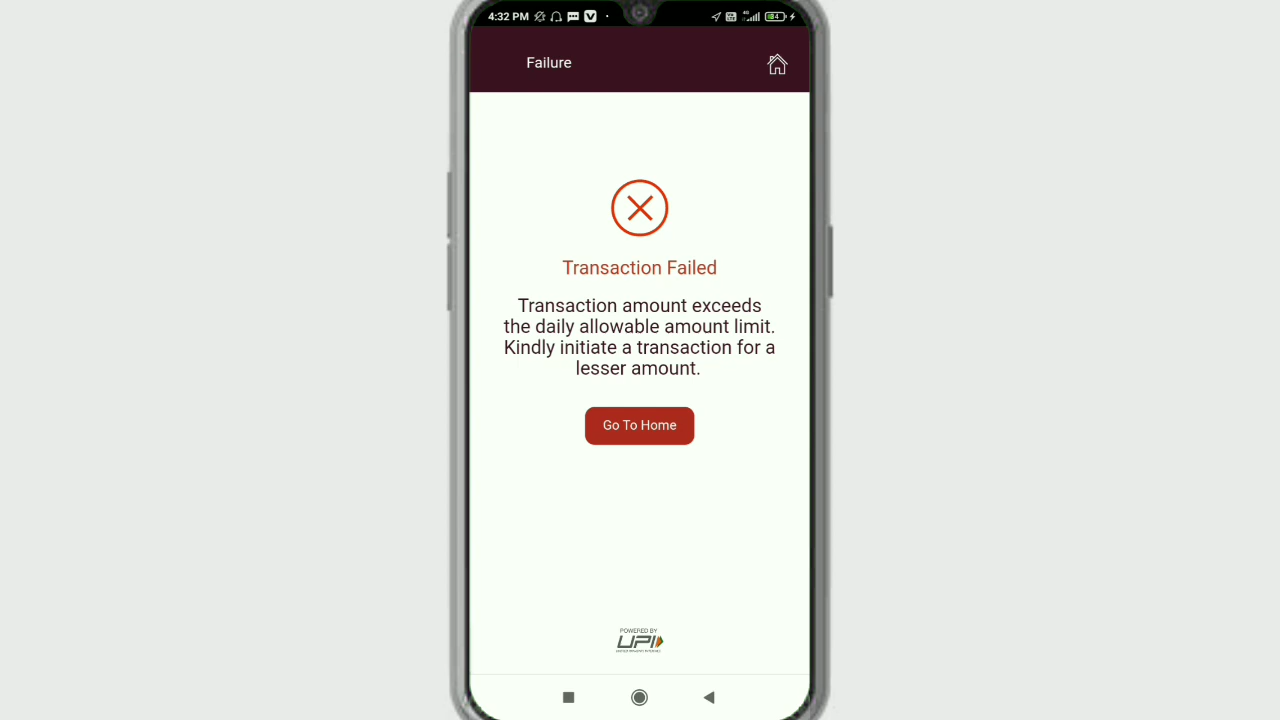 4:32 PM
Failure
Transaction Failed
Transaction amount exceeds
the daily allowable amount limit.
Kindly initiate a transaction for a
lesser amount.
Go To Home
POWERED BY
UPI